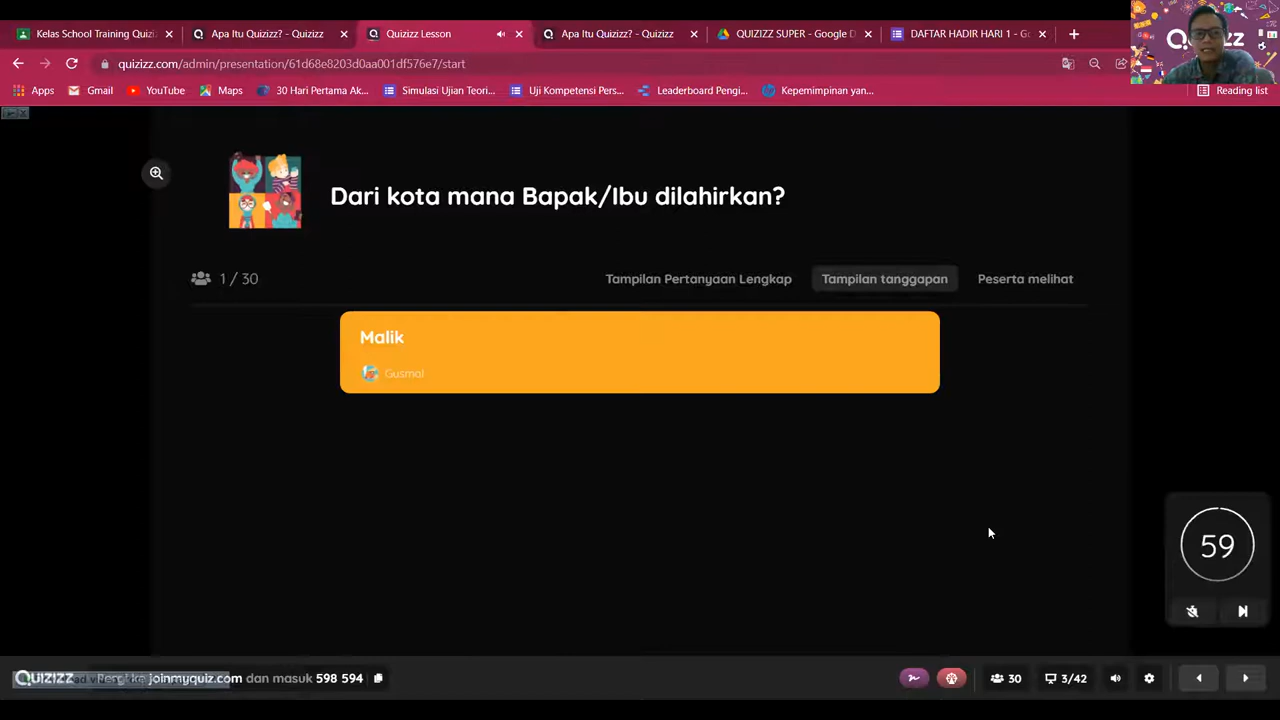 Kelas School Training Quizi
Apa Itu Quizizz? - Quizizz
Quizizz Lesson
Apa Itu Quizizz? - Quizizz
QUIZIZZ SUPER - Google D
DAFTAR HADIR HARI 1 - Go
quizizz.com/admin/presentation/61d68e8203d0aa001df576e7/start
Apps
Gmail
YouTube
Maps
30 Hari Pertama Ak...
Simulasi Ujian Teori...
Uji Kompetensi Pers...
Leaderboard Pengi...
Kepemimpinan yan...
Reading list
Dari kota mana Bapak/Ibu dilahirkan?
1 / 30
Tampilan Pertanyaan Lengkap
Tampilan tanggapan
Peserta melihat
Malik
Gusmal
59
QUIZIZZ
joinmyquiz.com dan masuk 598 594
30
3/42